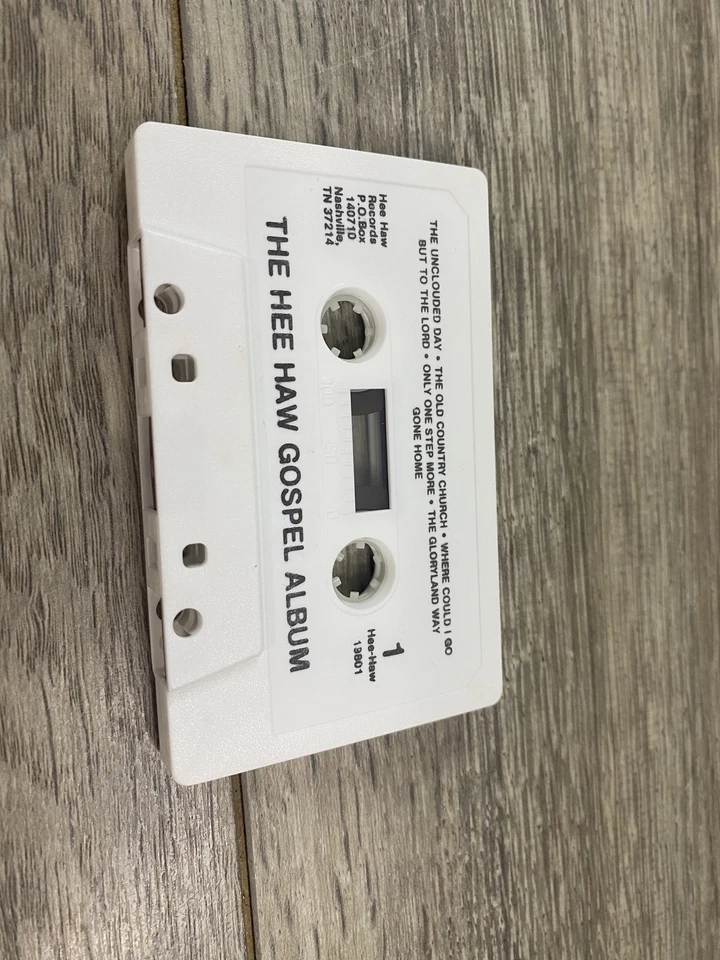 THE UNCLOUDED DAY • THE OLD COUNTRY CHURCH • WHERE COULD I GO
BUT TO THE LORD • ONLY ONE STEP MORE • THE GLORYLAND WAY
GONE HOME
Hee Haw
Records
P.O.Box
140710
Nashville,
TN 37214
1
Hee-Haw
19801
THE HEE HAW GOSPEL ALBUM